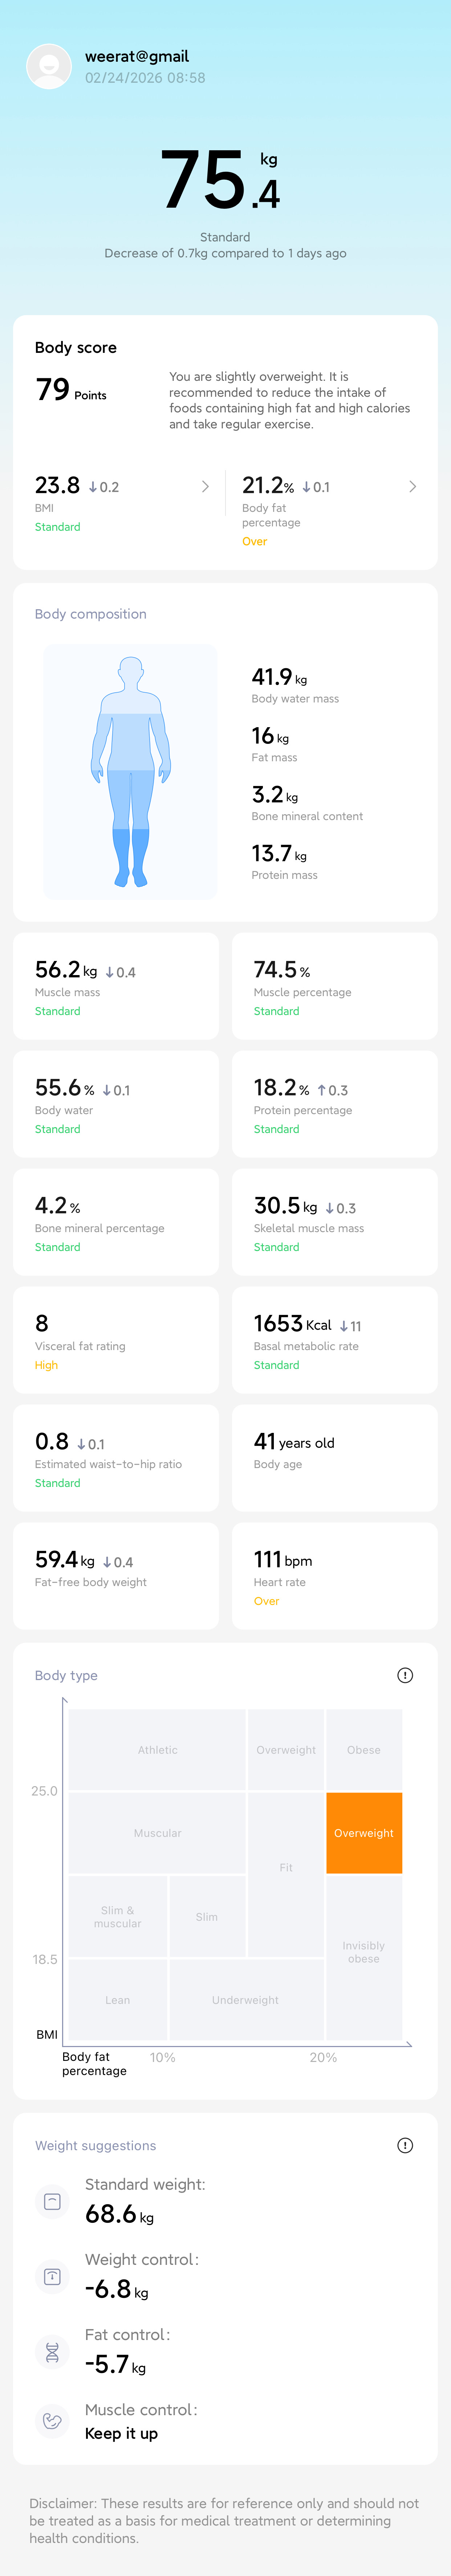 weerat@gmail
02/24/2026 08:58
75.4 kg
Standard
Decrease of 0.7kg compared to 1 days ago
Body score
79 Points
You are slightly overweight. It is
recommended to reduce the intake of
foods containing high fat and high calories
and take regular exercise.
23.8 ↓0.2
BMI
Standard
21.2% ↓0.1
Body fat
percentage
Over
Body composition
41.9 kg
Body water mass
16 kg
Fat mass
3.2 kg
Bone mineral content
13.7 kg
Protein mass
56.2 kg ↓0.4
Muscle mass
Standard
74.5 %
Muscle percentage
Standard
55.6 % ↓0.1
Body water
Standard
18.2 % ↑0.3
Protein percentage
Standard
4.2 %
Bone mineral percentage
Standard
30.5 kg ↓0.3
Skeletal muscle mass
Standard
8
Visceral fat rating
High
1653 Kcal ↓11
Basal metabolic rate
Standard
0.8 ↓0.1
Estimated waist-to-hip ratio
Standard
41 years old
Body age
59.4 kg ↓0.4
Fat-free body weight
111 bpm
Heart rate
Over
Body type
Athletic
Overweight
Obese
25.0
Muscular
Overweight
Fit
Slim &
muscular
Slim
Invisibly
obese
18.5
Lean
Underweight
BMI
Body fat
percentage
10%
20%
Weight suggestions
Standard weight:
68.6 kg
Weight control:
-6.8 kg
Fat control:
-5.7 kg
Muscle control:
Keep it up
Disclaimer: These results are for reference only and should not
be treated as a basis for medical treatment or determining
health conditions.